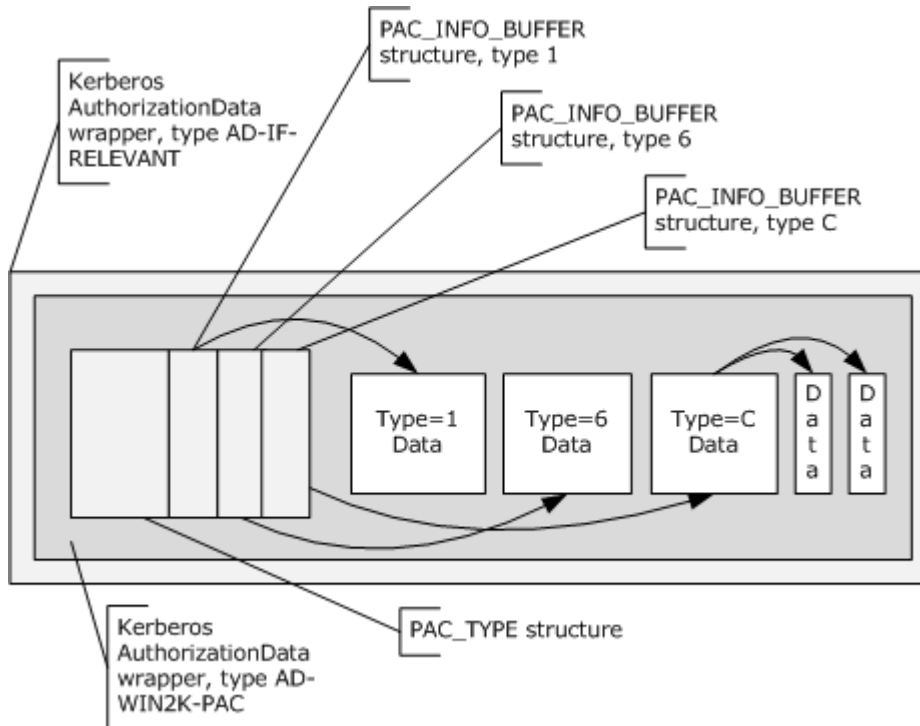 PAC_INFO_BUFFER
structure, type 1
Kerberos
AuthorizationData
wrapper, type AD-IF-
RELEVANT
PAC_INFO_BUFFER
structure, type 6
PAC_INFO_BUFFER
structure, type C
Type=1
Data
Type=6
Data
Type=C
Data
D
a
t
a
D
a
t
a
PAC_TYPE structure
Kerberos
AuthorizationData
wrapper, type AD-
WIN2K-PAC